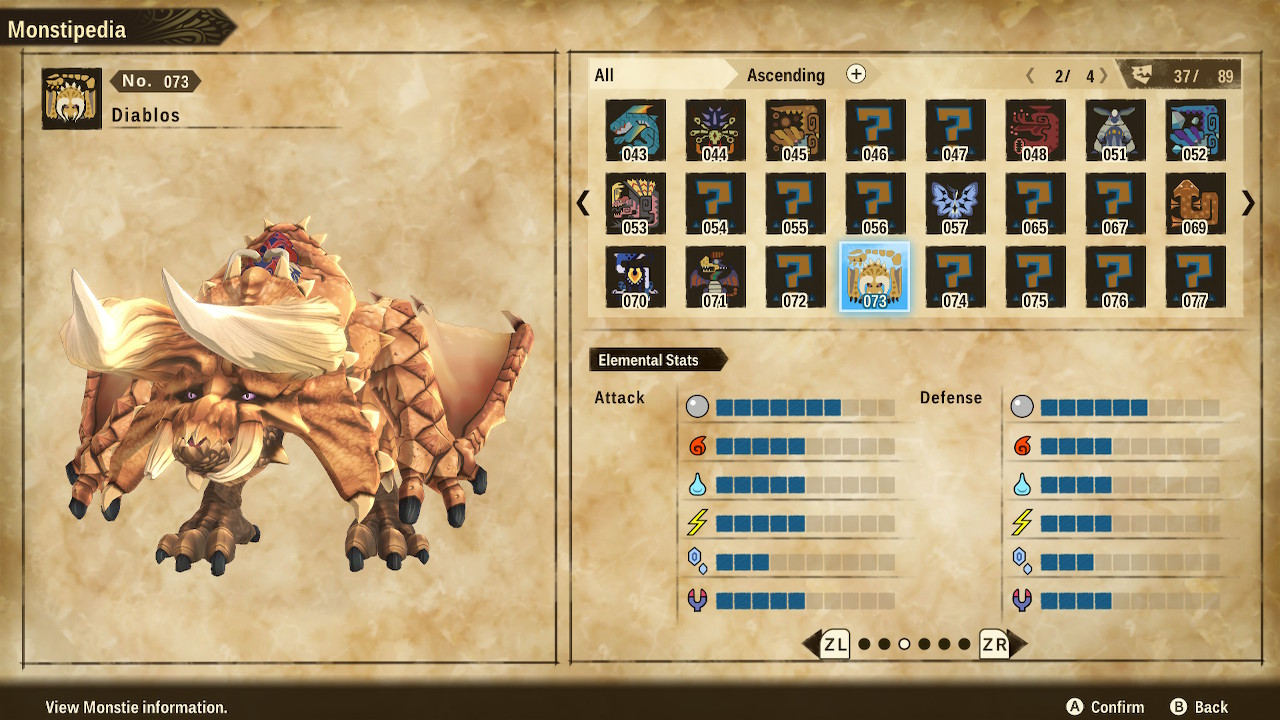 Monstipedia
No. 073
Diablos
All
Ascending
2/ 4
37/ 89
043 044 045 046 047 048 051 052
053 054 055 056 057 065 067 069
070 071 072 073 074 075 076 077
Elemental Stats
Attack
Defense
ZL
ZR
View Monstie information.
A Confirm B Back